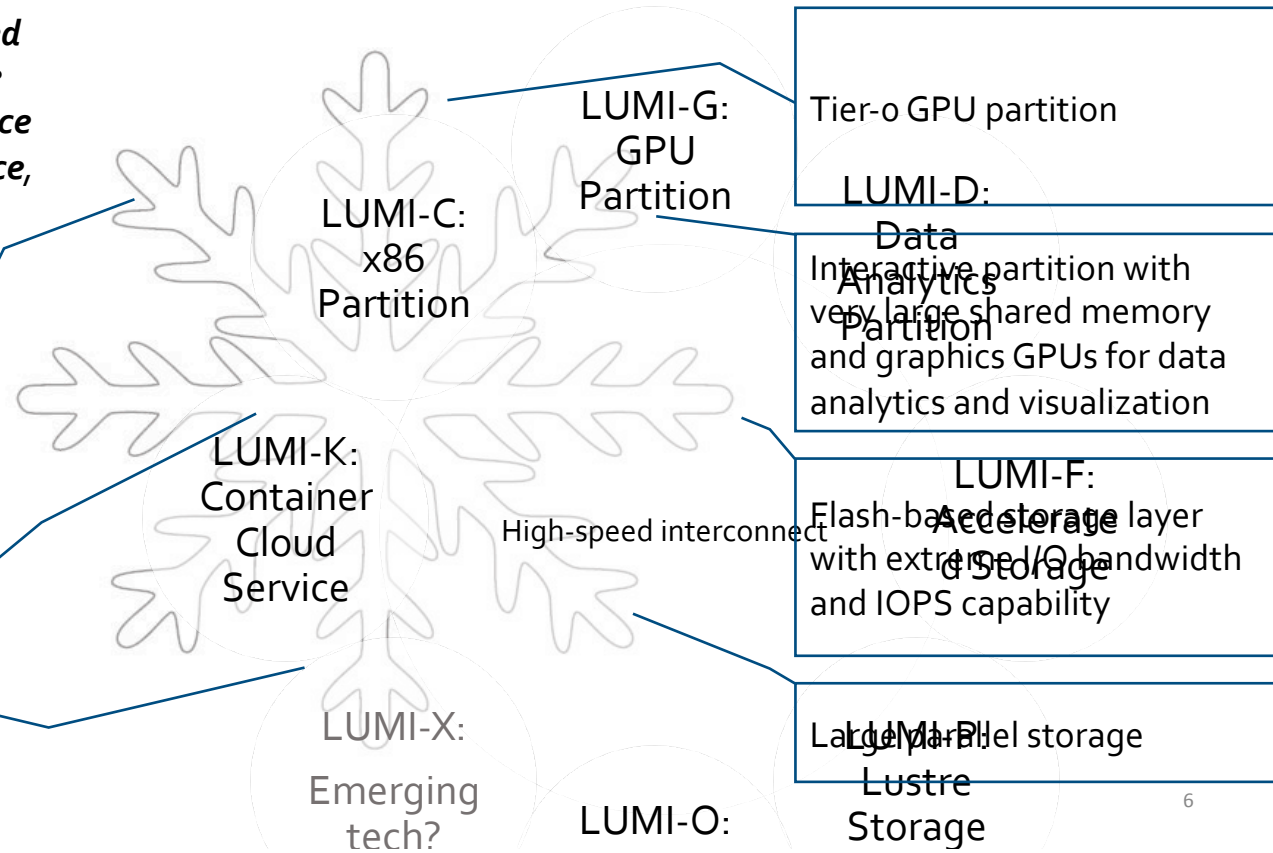 LUMI-G:
GPU
Partition
Tier-0 GPU partition
LUMI-D:
Data
Analytics
Partition
Interactive partition with
very large shared memory
and graphics GPUs for data
analytics and visualization
LUMI-C:
x86
Partition
LUMI-K:
Container
Cloud
Service
High-speed interconnect
LUMI-F:
Accelerate
d Storage
Flash-based storage layer
with extreme I/O bandwidth
and IOPS capability
LUMI-X:
Emerging
tech?
LUMI-O:
Large parallel storage
LUMI-P:
Lustre
Storage
6